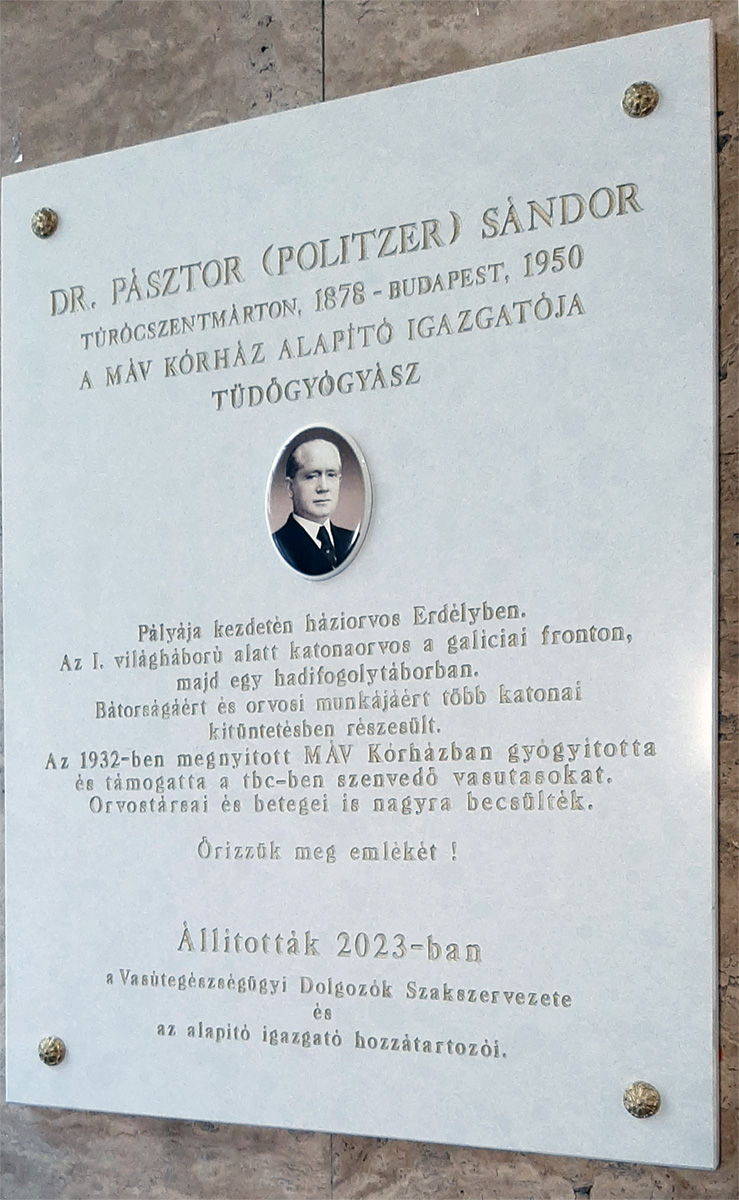 DR. PÁSZTOR (POLITZER) SÁNDOR
TÚRÓCSZENTMÁRTON, 1878 - BUDAPEST, 1950
A MÁV KÓRHÁZ ALAPÍTÓ IGAZGATÓJA
TÜDŐGYÓGYÁSZ
Pályája kezdetén háziorvos Erdélyben.
Az I. világháború alatt katonaorvos a galiciai fronton,
majd egy hadifogolytáborban.
Bátorságáért és orvosi munkájáért több katonai
kitüntetésben részesült.
Az 1932-ben megnyitott MÁV Kórházban gyógyította
és támogatta a tbc-ben szenvedő vasutasokat.
Orvostársai és betegei is nagyra becsülték.
Őrizzük meg emlékét !
Állították 2023-ban
a Vasútegészségügyi Dolgozók Szakszervezete
és
az alapító igazgató hozzátartozói.